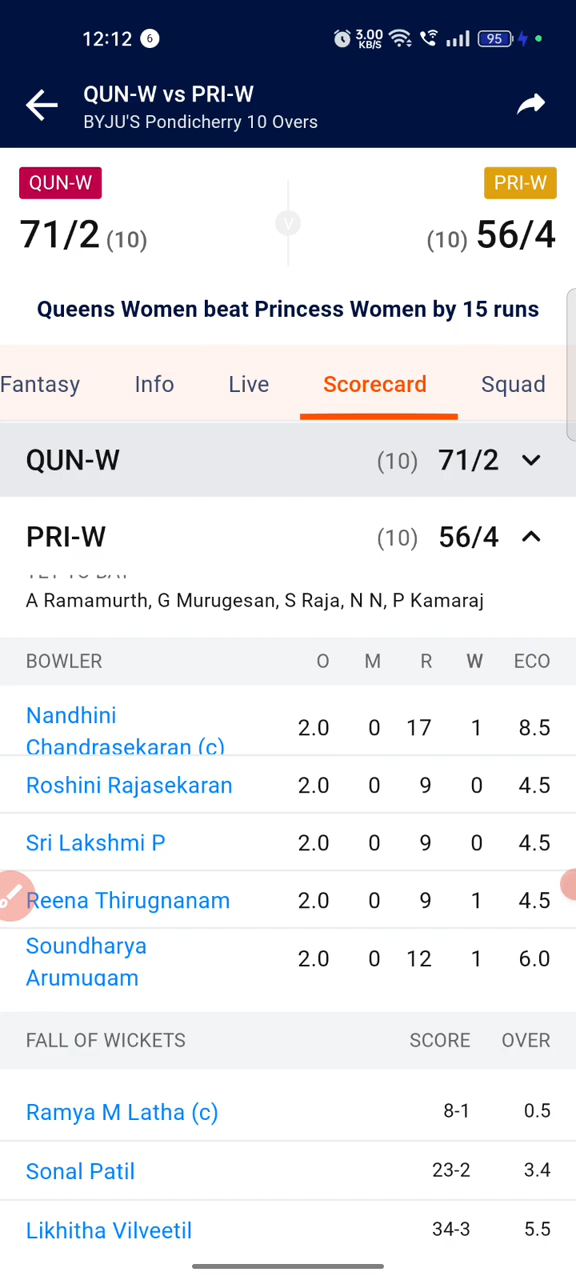 12:12 6 3.00 KB/S 95
QUN-W vs PRI-W
BYJU'S Pondicherry 10 Overs
QUN-W PRI-W
71/2 (10) V (10) 56/4
Queens Women beat Princess Women by 15 runs
Fantasy Info Live Scorecard Squad
QUN-W (10) 71/2
PRI-W (10) 56/4
A Ramamurth, G Murugesan, S Raja, N N, P Kamaraj
BOWLER O M R W ECO
Nandhini
Chandrasekaran (c) 2.0 0 17 1 8.5
Roshini Rajasekaran 2.0 0 9 0 4.5
Sri Lakshmi P 2.0 0 9 0 4.5
Reena Thirugnanam 2.0 0 9 1 4.5
Soundharya
Arumugam 2.0 0 12 1 6.0
FALL OF WICKETS SCORE OVER
Ramya M Latha (c) 8-1 0.5
Sonal Patil 23-2 3.4
Likhitha Vilveetil 34-3 5.5